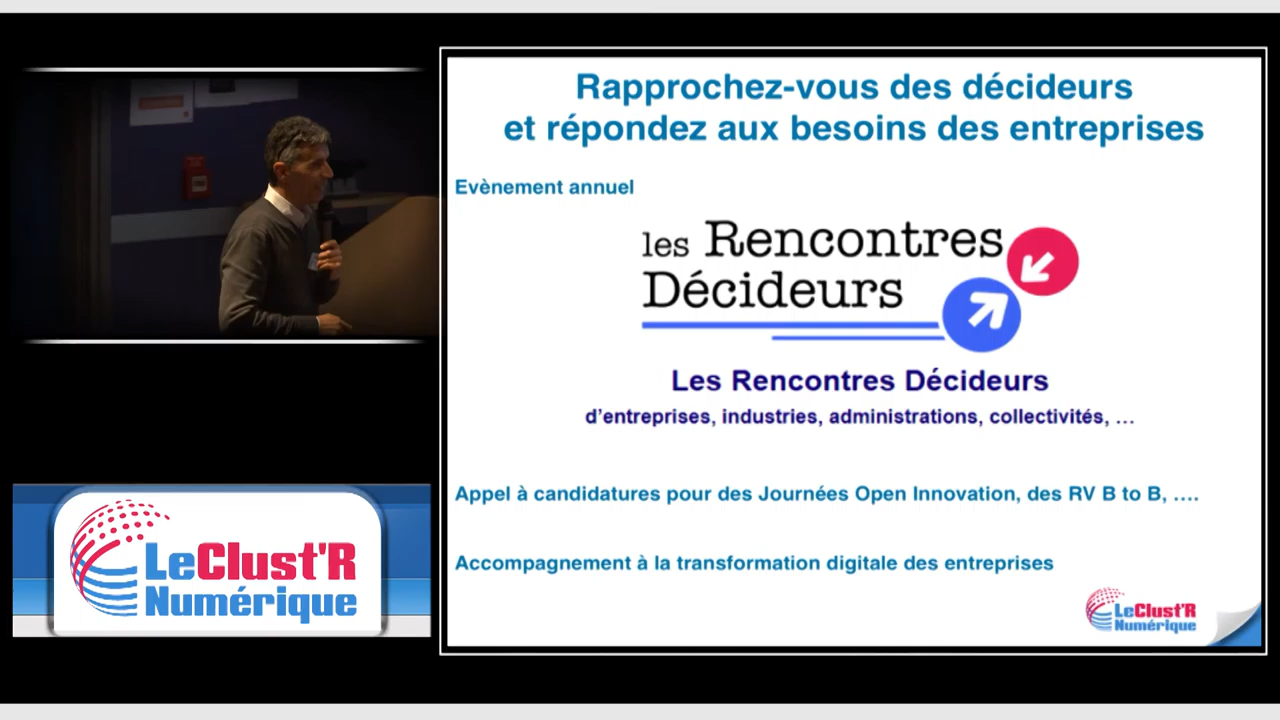 Rapprochez-vous des décideurs
et répondez aux besoins des entreprises
Evènement annuel
les Rencontres
Décideurs
Les Rencontres Décideurs
d'entreprises, industries, administrations, collectivités, ...
Appel à candidatures pour des Journées Open Innovation, des RV B to B, ....
Accompagnement à la transformation digitale des entreprises
LeClust'R
Numérique
LeClust'R
Numérique